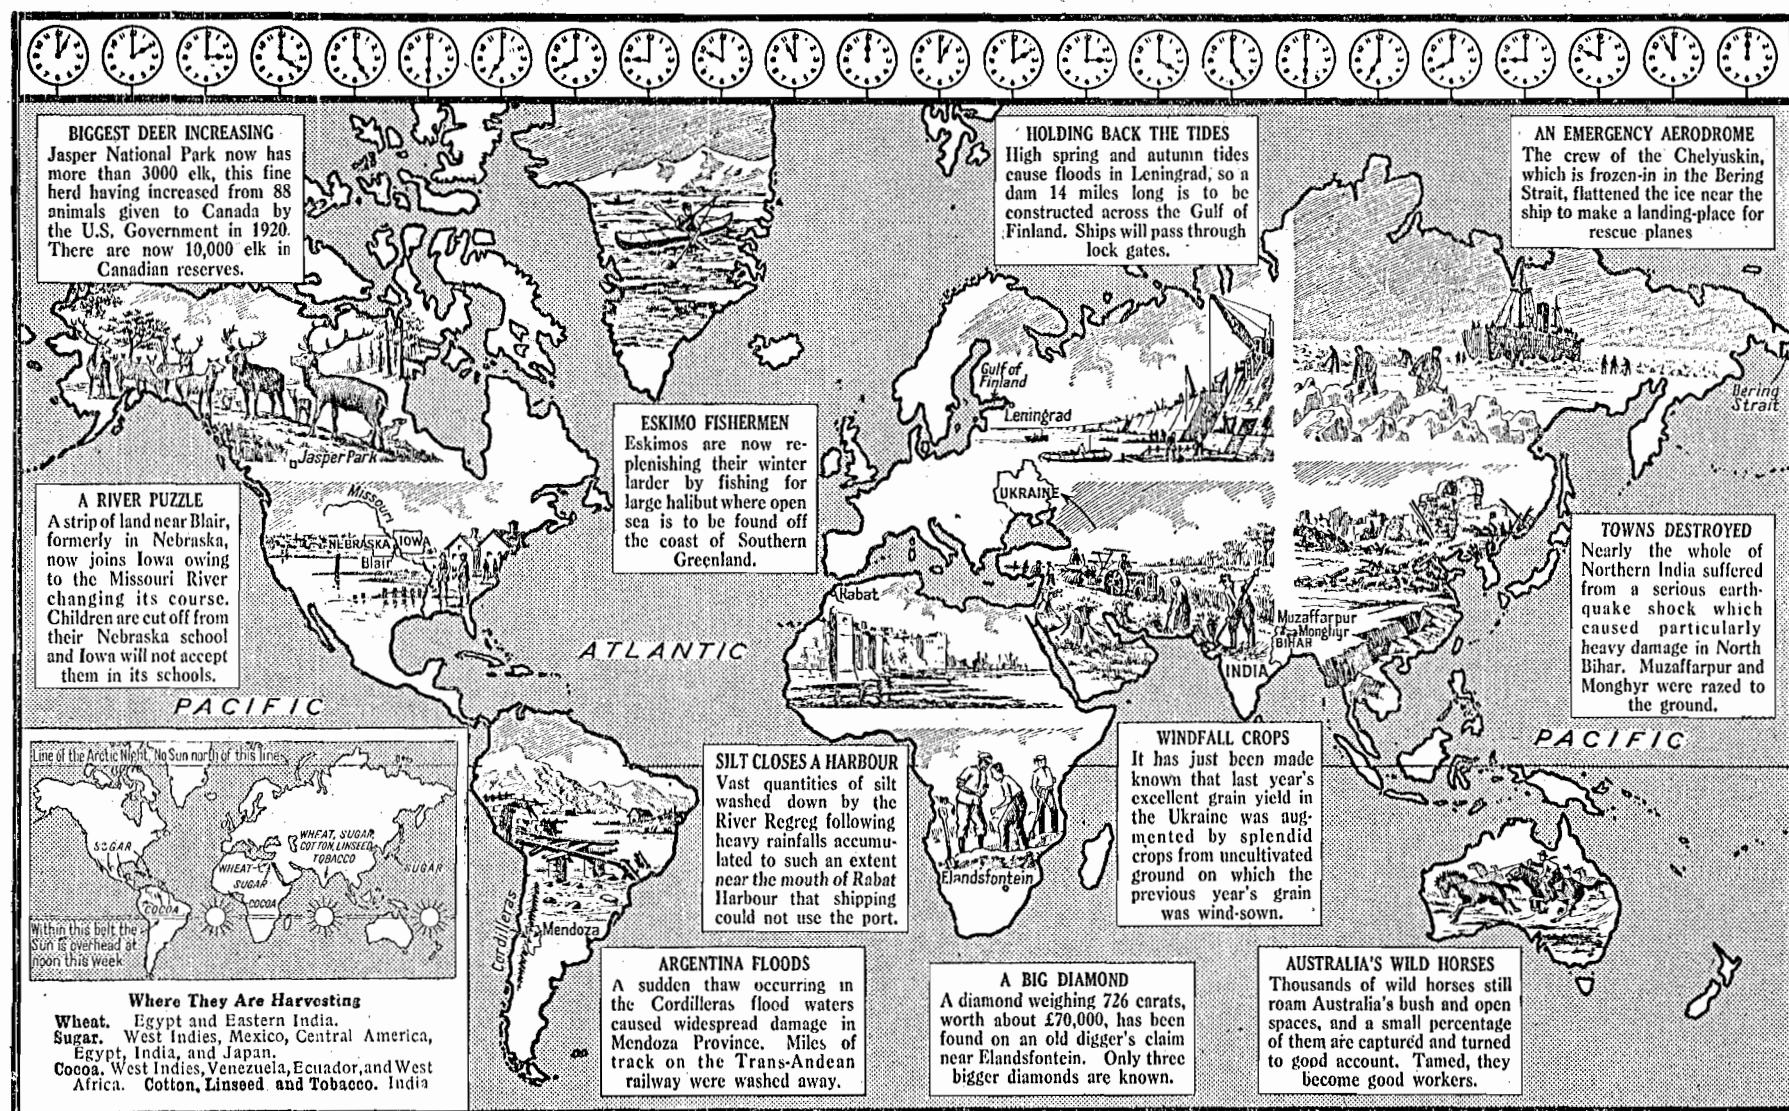 BIGGEST DEER INCREASING
Jasper National Park now has
more than 3000 elk, this fine
herd having increased from 88
animals given to Canada by
the U.S. Government in 1920.
There are now 10,000 elk in
Canadian reserves.
HOLDING BACK THE TIDES
High spring and autumn tides
cause floods in Leningrad, so a
dam 14 miles long is to be
constructed across the Gulf of
Finland. Ships will pass through
lock gates.
AN EMERGENCY AERODROME
The crew of the Chelyuskin,
which is frozen-in in the Bering
Strait, flattened the ice near the
ship to make a landing-place for
rescue planes
Gulf of
Finland
Leningrad
Bering
Strait
Jasper Park
ESKIMO FISHERMEN
Eskimos are now re-
plenishing their winter
larder by fishing for
large halibut where open
sea is to be found off
the coast of Southern
Greenland.
A RIVER PUZZLE
A strip of land near Blair,
formerly in Nebraska,
now joins Iowa owing
to the Missouri River
changing its course.
Children are cut off from
their Nebraska school
and Iowa will not accept
them in its schools.
Missouri
NEBRASKA
IOWA
Blair
UKRAINE
TOWNS DESTROYED
Nearly the whole of
Northern India suffered
from a serious earth-
quake shock which
caused particularly
heavy damage in North
Bihar. Muzaffarpur and
Monghyr were razed to
the ground.
Rabat
Muzaffarpur
Monghyr
BIHAR
INDIA
ATLANTIC
PACIFIC
PACIFIC
Line of the Arctic Night, No Sun north of this line
SUGAR
WHEAT, SUGAR,
COTTON, LINSEED,
TOBACCO
WHEAT
SUGAR
SUGAR
COCOA
COCOA
Within this belt the
Sun is overhead at
noon this week
Where They Are Harvesting
Wheat. Egypt and Eastern India.
Sugar. West Indies, Mexico, Central America,
Egypt, India, and Japan.
Cocoa. West Indies, Venezuela, Ecuador, and West
Africa. Cotton, Linseed and Tobacco. India
SILT CLOSES A HARBOUR
Vast quantities of silt
washed down by the
River Regreg following
heavy rainfalls accumu-
lated to such an extent
near the mouth of Rabat
Harbour that shipping
could not use the port.
WINDFALL CROPS
It has just been made
known that last year's
excellent grain yield in
the Ukraine was aug-
mented by splendid
crops from uncultivated
ground on which the
previous year's grain
was wind-sown.
Elandsfontein
Cordilleras
Mendoza
ARGENTINA FLOODS
A sudden thaw occurring in
the Cordilleras flood waters
caused widespread damage in
Mendoza Province. Miles of
track on the Trans-Andean
railway were washed away.
A BIG DIAMOND
A diamond weighing 726 carats,
worth about £70,000, has been
found on an old digger's claim
near Elandsfontein. Only three
bigger diamonds are known.
AUSTRALIA'S WILD HORSES
Thousands of wild horses still
roam Australia's bush and open
spaces, and a small percentage
of them are captured and turned
to good account. Tamed, they
become good workers.